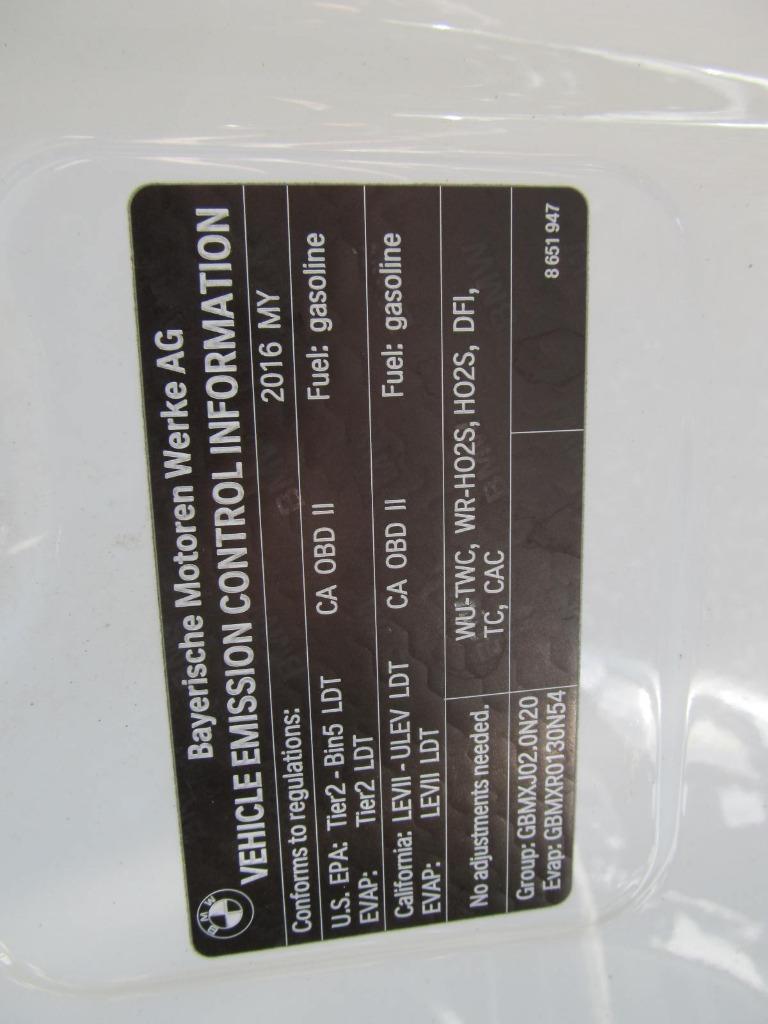 BMW
Bayerische Motoren Werke AG
VEHICLE EMISSION CONTROL INFORMATION
Conforms to regulations: 2016 MY
U.S. EPA: Tier2 - Bin5 LDT CA OBD II Fuel: gasoline
EVAP: Tier2 LDT
California: LEVII - ULEV LDT CA OBD II Fuel: gasoline
EVAP: LEVII LDT
No adjustments needed. WU-TWC, WR-HO2S, HO2S, DFI,
TC, CAC
Group: GBMXJ02.0N20
Evap: GBMXR0130N54 8 651 947